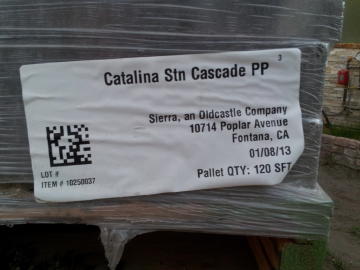 Catalina Stn Cascade PP 3
Sierra, an Oldcastle Company
10714 Poplar Avenue
Fontana, CA
01/08/13
Pallet QTY: 120 SFT
LOT #
ITEM # 10250037